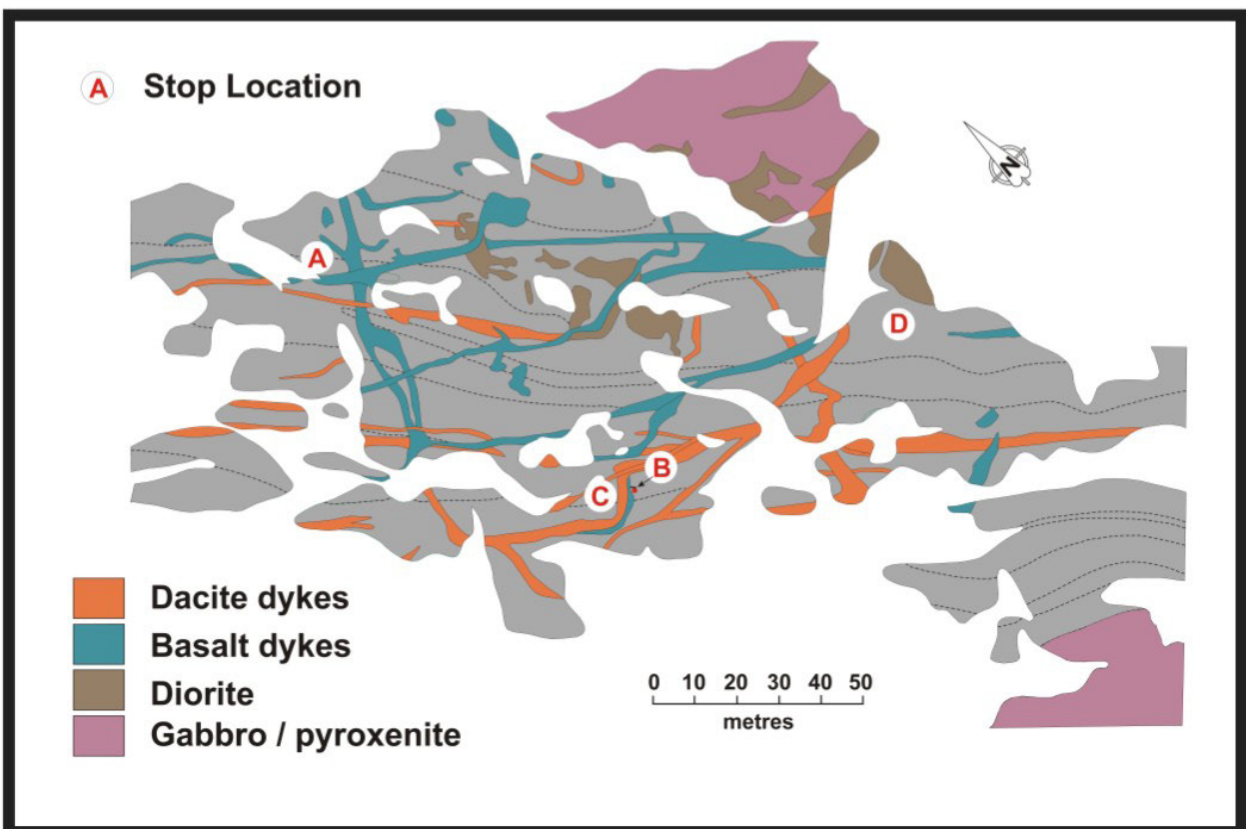 A Stop Location
N
A
D
B
C
Dacite dykes
Basalt dykes
Diorite
Gabbro / pyroxenite
0 10 20 30 40 50
metres